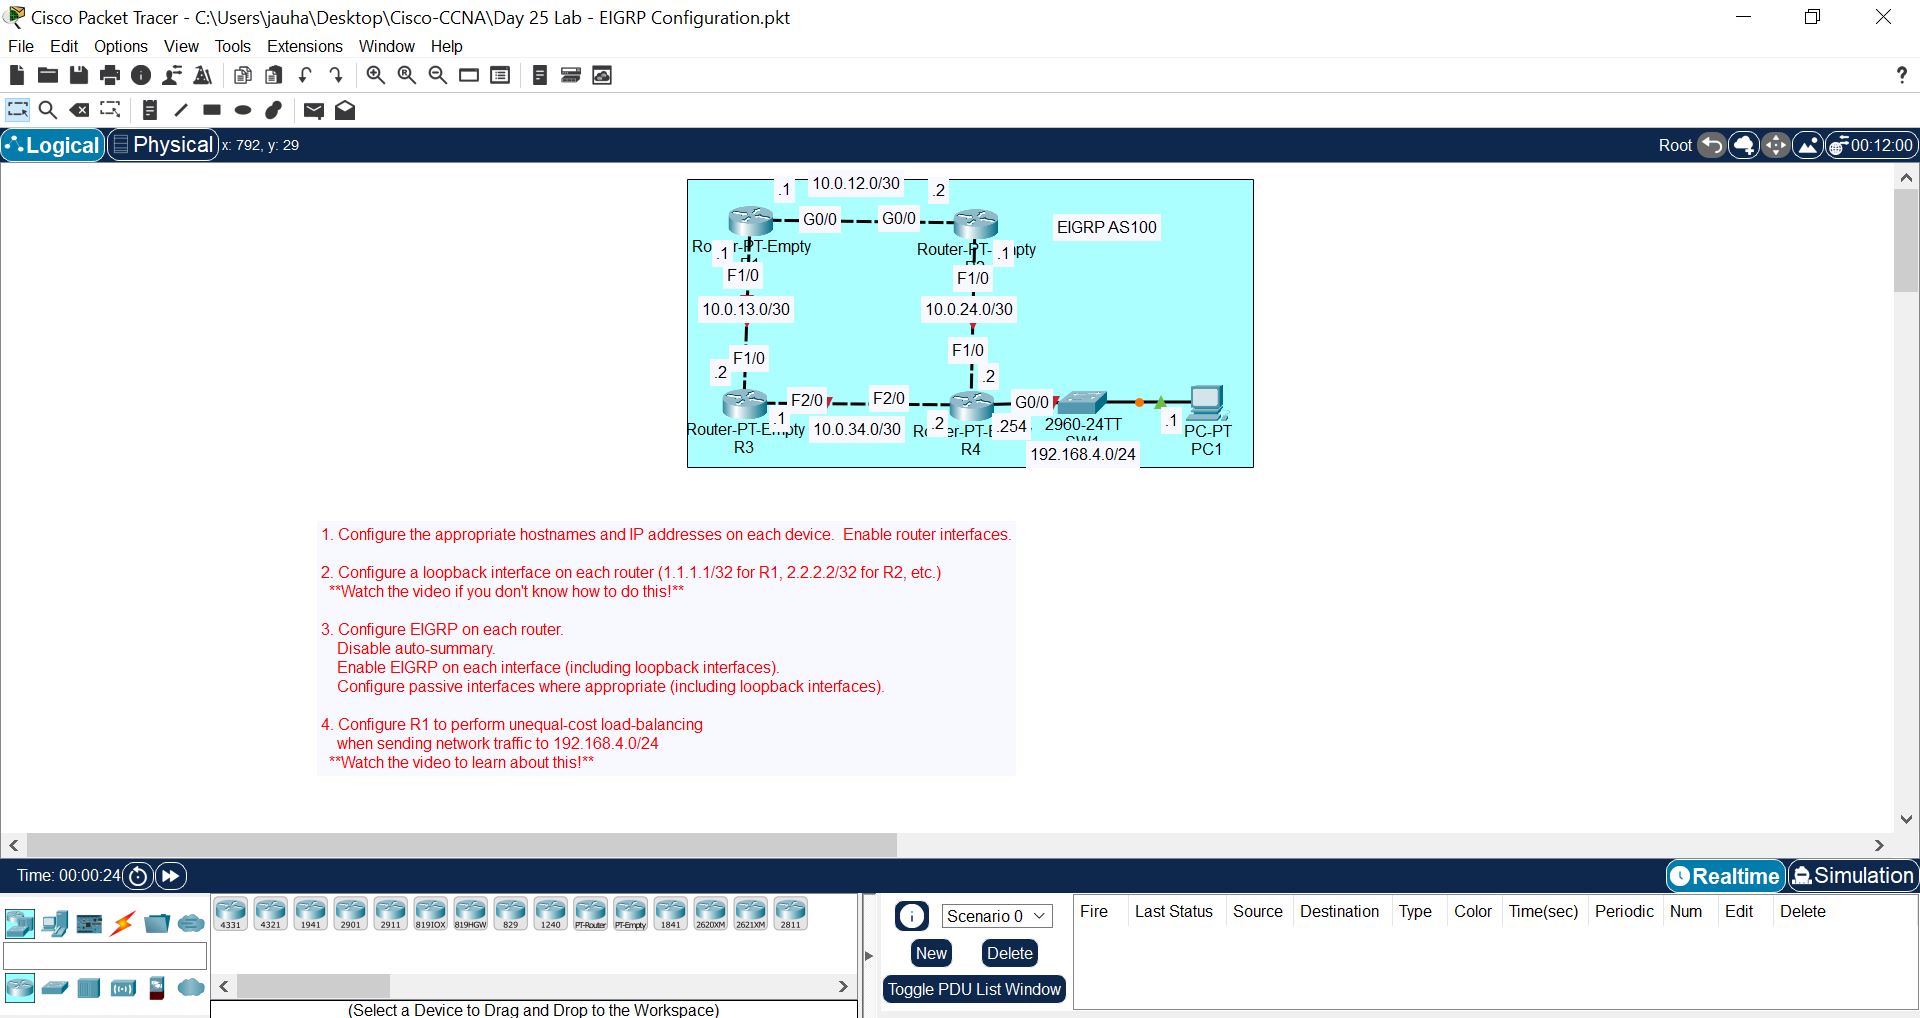 Cisco Packet Tracer - C:\Users\jauha\Desktop\Cisco-CCNA\Day 25 Lab - EIGRP Configuration.pkt
File Edit Options View Tools Extensions Window Help
?
Logical Physical x: 792, y: 29 Root 00:12:00
.1 10.0.12.0/30 .2
G0/0 G0/0 EIGRP AS100
PT-Empty Router-PT-
.1 .1
F1/0 F1/0
10.0.13.0/30 10.0.24.0/30
F1/0 F1/0
.2 .2
F2/0 F2/0 G0/0
.1 .2 .254 .1
Router-PT- 10.0.34.0/30 2960-24TT PC-PT
R3 R4 PC1
192.168.4.0/24
1. Configure the appropriate hostnames and IP addresses on each device. Enable router interfaces.
2. Configure a loopback interface on each router (1.1.1.1/32 for R1, 2.2.2.2/32 for R2, etc.)
**Watch the video if you don't know how to do this!**
3. Configure EIGRP on each router.
Disable auto-summary.
Enable EIGRP on each interface (including loopback interfaces).
Configure passive interfaces where appropriate (including loopback interfaces).
4. Configure R1 to perform unequal-cost load-balancing
when sending network traffic to 192.168.4.0/24
**Watch the video to learn about this!**
Time: 00:00:24 Realtime Simulation
4331 4321 1941 2901 2911 819IOX 819HGW 829 1240 PT-Router PT-Empty 1841 2620XM 2621XM 2811
(Select a Device to Drag and Drop to the Workspace)
Scenario 0
New Delete
Toggle PDU List Window
Fire Last Status Source Destination Type Color Time(sec) Periodic Num Edit Delete